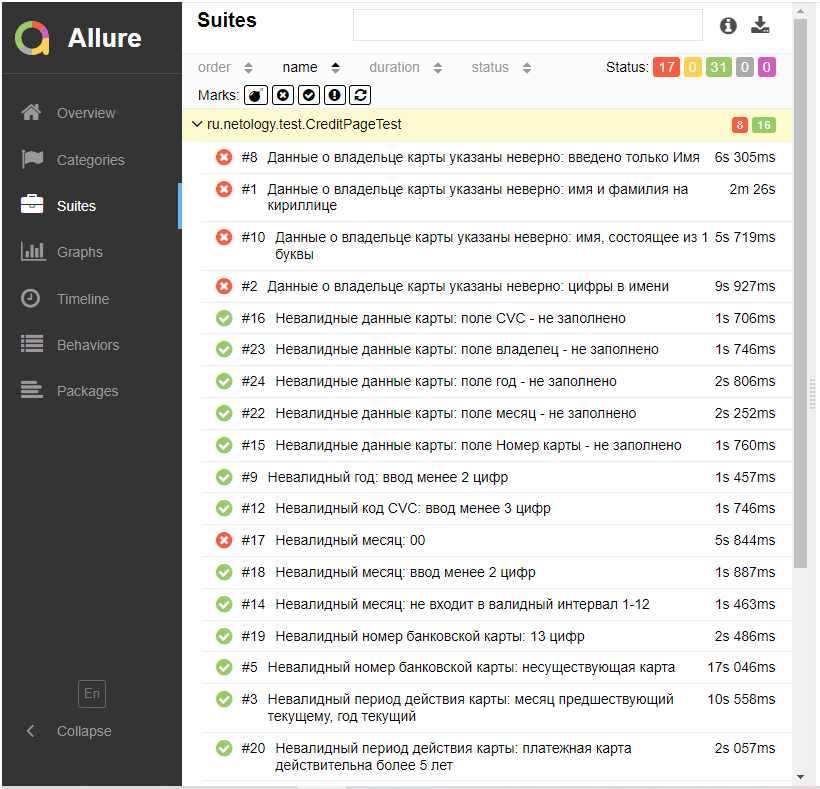 Allure
Overview
Categories
Suites
Graphs
Timeline
Behaviors
Packages
En
Collapse
Suites
order name duration status Status: 17 0 31 0 0
Marks:
ru.netology.test.CreditPageTest 8 16
#8 Данные о владельце карты указаны неверно: введено только Имя 6s 305ms
#1 Данные о владельце карты указаны неверно: имя и фамилия на 2m 26s
кириллице
#10 Данные о владельце карты указаны неверно: имя, состоящее из 1 5s 719ms
буквы
#2 Данные о владельце карты указаны неверно: цифры в имени 9s 927ms
#16 Невалидные данные карты: поле CVC - не заполнено 1s 706ms
#23 Невалидные данные карты: поле владелец - не заполнено 1s 746ms
#24 Невалидные данные карты: поле год - не заполнено 2s 806ms
#22 Невалидные данные карты: поле месяц - не заполнено 2s 252ms
#15 Невалидные данные карты: поле Номер карты - не заполнено 1s 760ms
#9 Невалидный год: ввод менее 2 цифр 1s 457ms
#12 Невалидный код CVC: ввод менее 3 цифр 1s 746ms
#17 Невалидный месяц: 00 5s 844ms
#18 Невалидный месяц: ввод менее 2 цифр 1s 887ms
#14 Невалидный месяц: не входит в валидный интервал 1-12 1s 463ms
#19 Невалидный номер банковской карты: 13 цифр 2s 486ms
#5 Невалидный номер банковской карты: несуществующая карта 17s 046ms
#3 Невалидный период действия карты: месяц предшествующий 10s 558ms
текущему, год текущий
#20 Невалидный период действия карты: платежная карта 2s 057ms
действительна более 5 лет